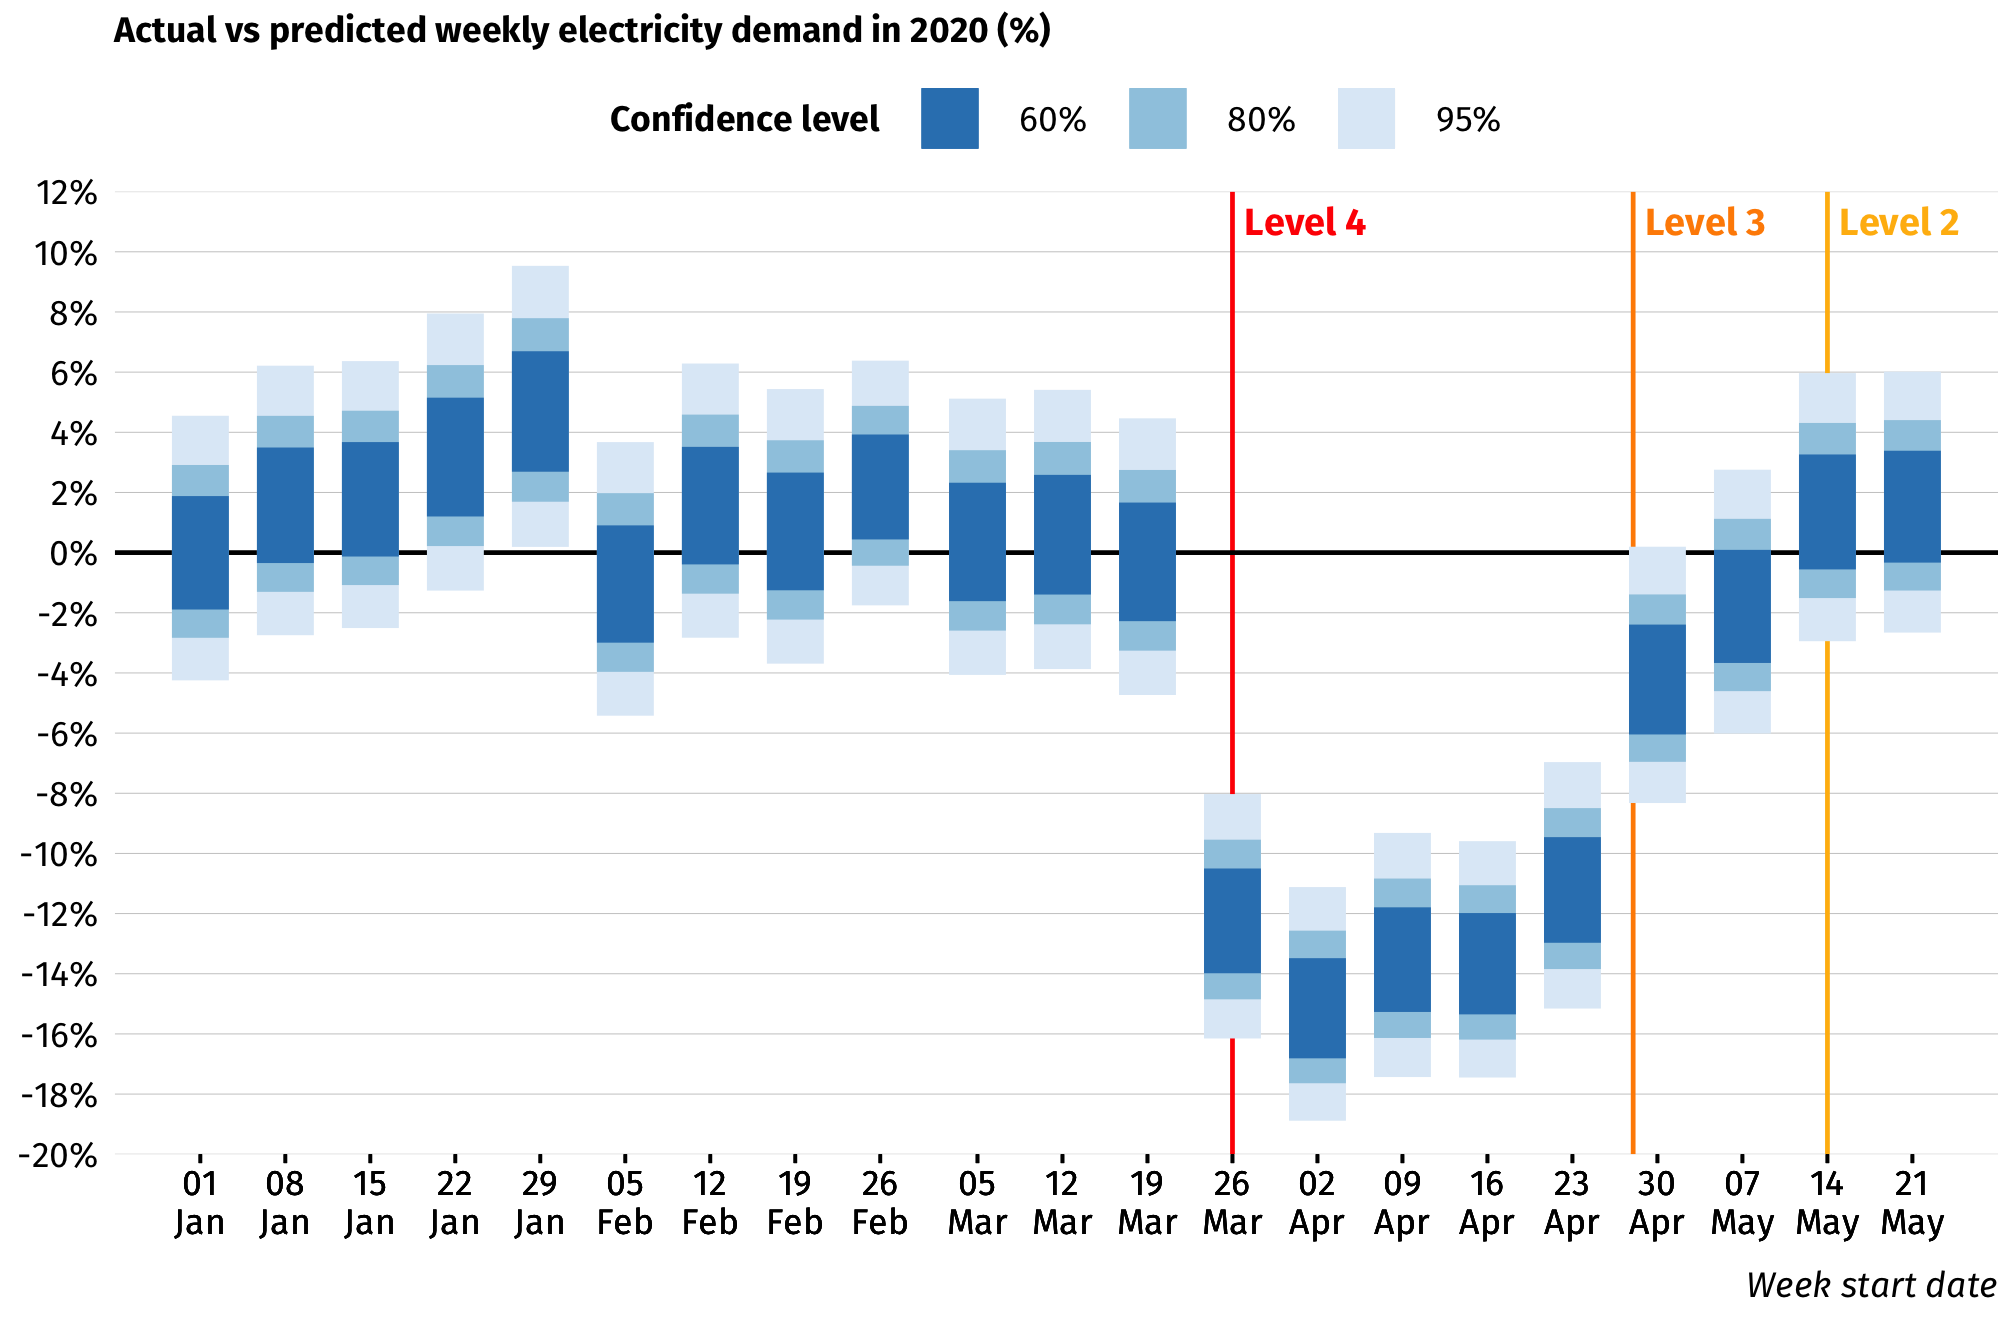 Actual vs predicted weekly electricity demand in 2020 (%)
Confidence level 60% 80% 95%
12%
Level 4 Level 3 Level 2
10%
8%
6%
4%
2%
0%
-2%
-4%
-6%
-8%
-10%
-12%
-14%
-16%
-18%
-20%
01 08 15 22 29 05 12 19 26 05 12 19 26 02 09 16 23 30 07 14 21
Jan Jan Jan Jan Jan Feb Feb Feb Feb Mar Mar Mar Mar Apr Apr Apr Apr Apr May May May
Week start date